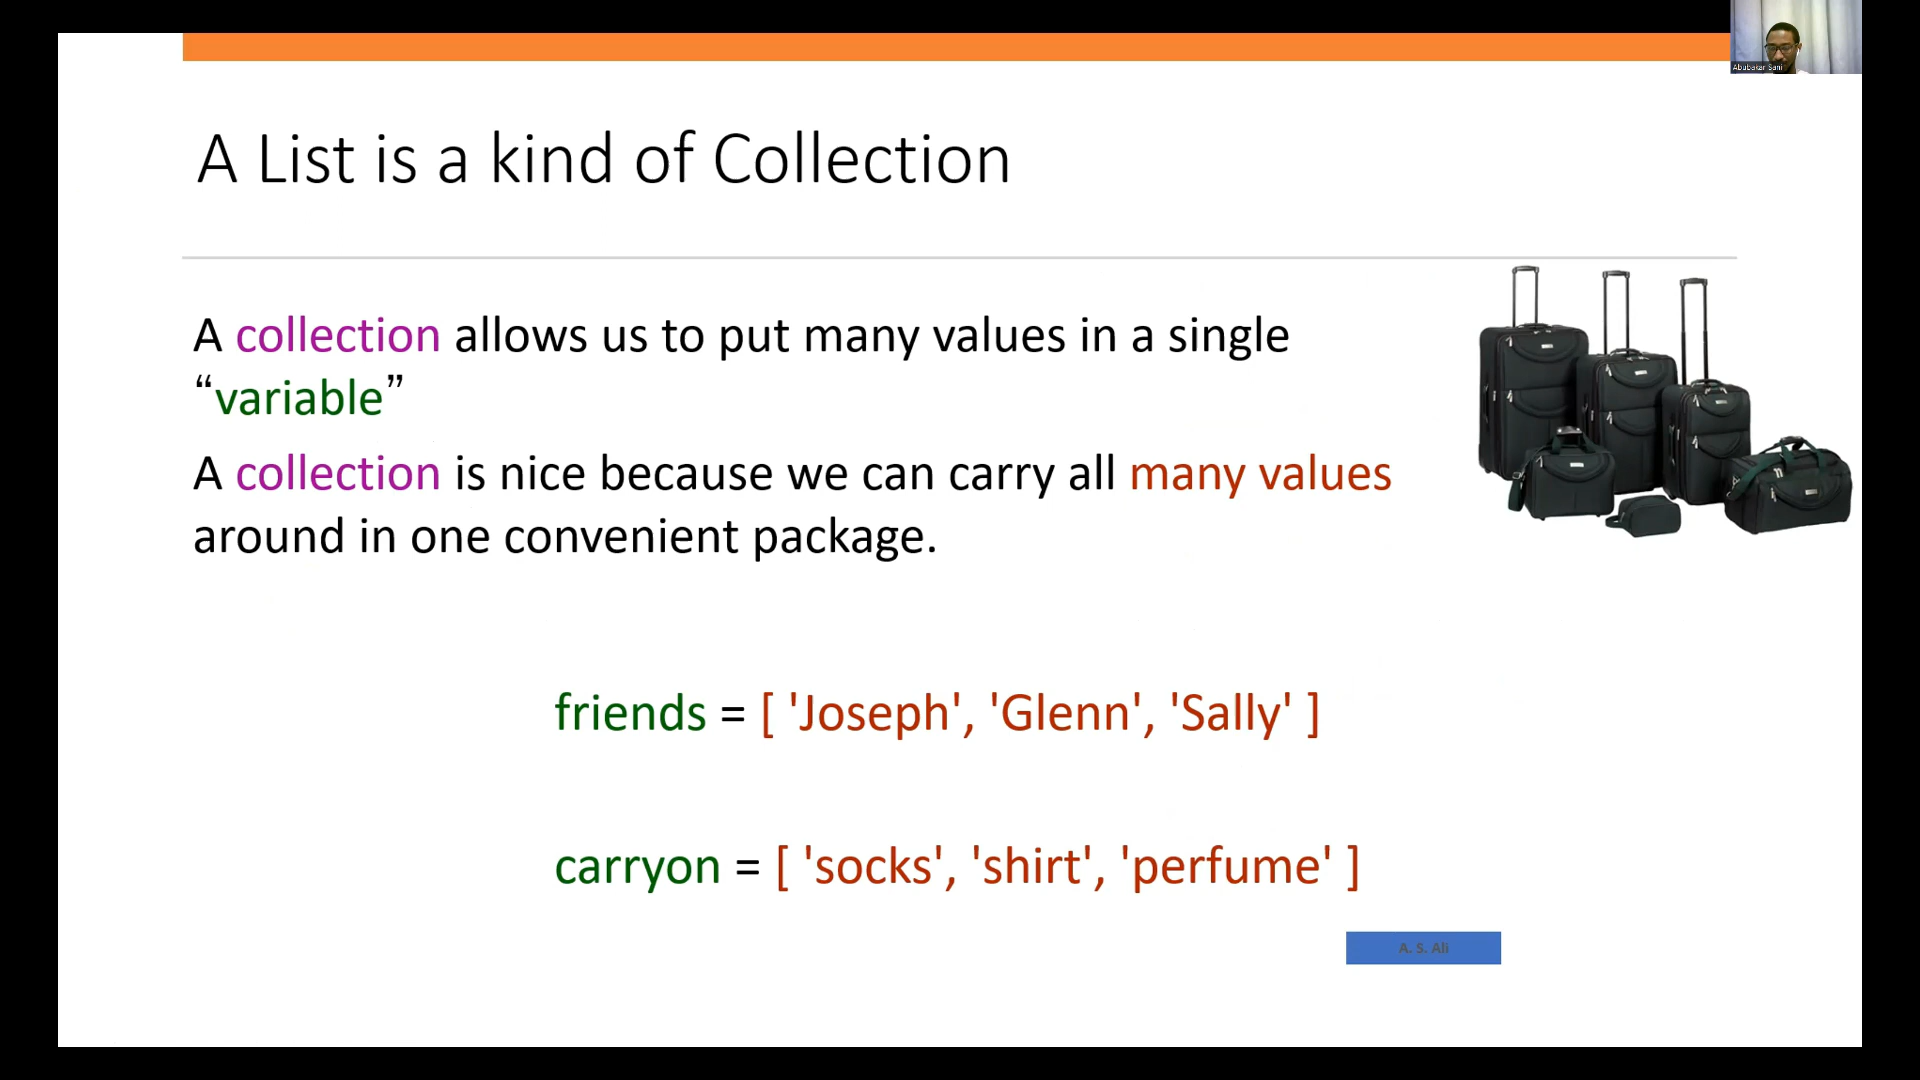 Abubakar Sani
A List is a kind of Collection
A collection allows us to put many values in a single
“variable”
A collection is nice because we can carry all many values
around in one convenient package.
friends = [ 'Joseph', 'Glenn', 'Sally' ]
carryon = [ 'socks', 'shirt', 'perfume' ]
A. S. Ali